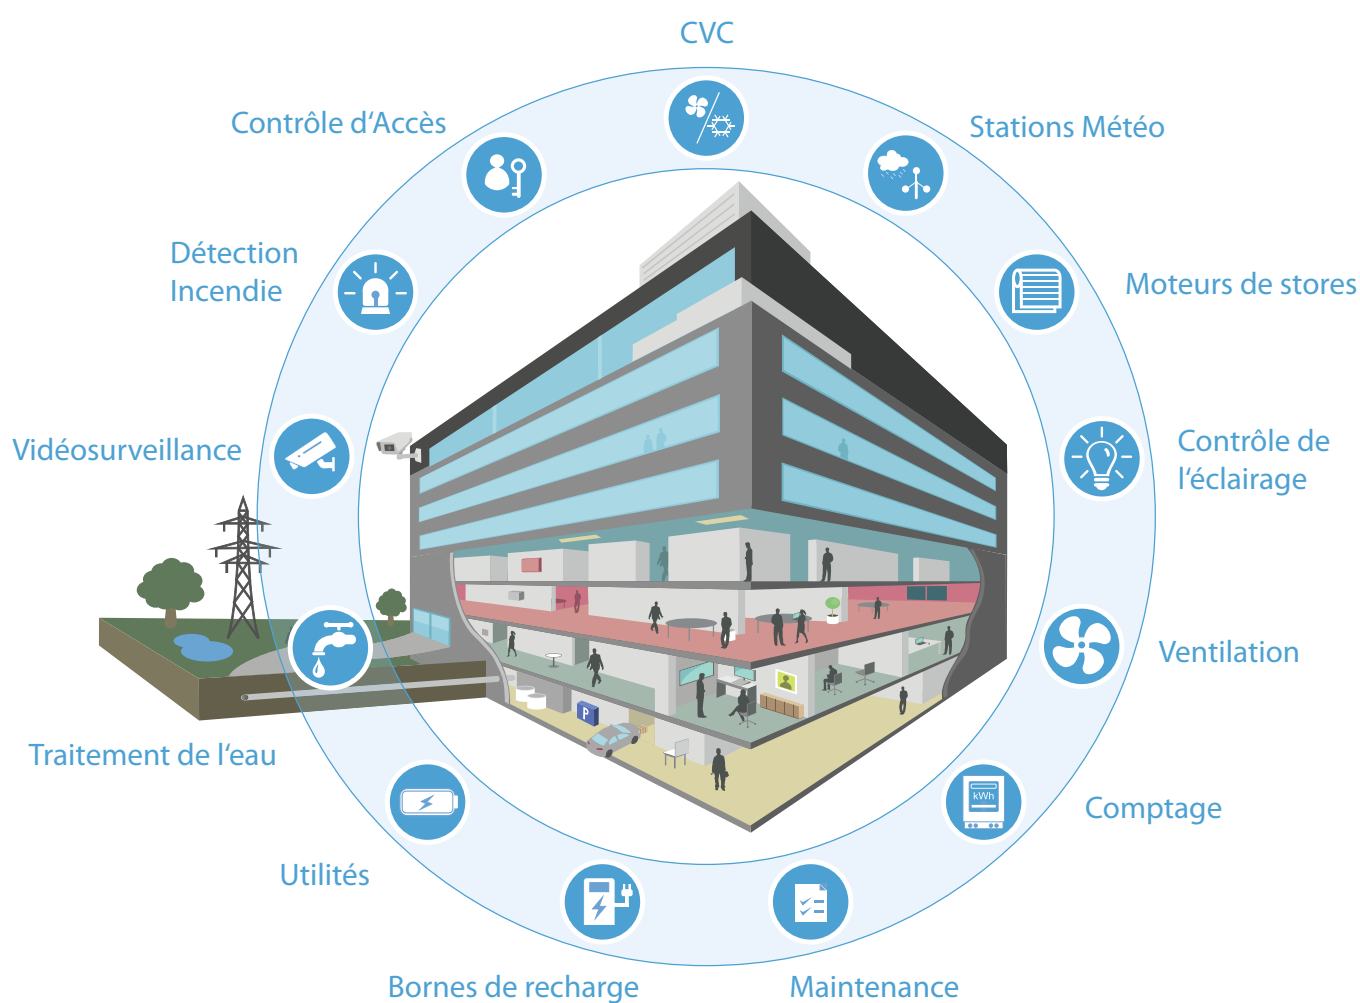 CVC
Contrôle d‘Accès
Stations Météo
Détection
Incendie
Moteurs de stores
Vidéosurveillance
Contrôle de
l‘éclairage
Ventilation
P
Traitement de l‘eau
kWh
Comptage
Utilités
Bornes de recharge
Maintenance